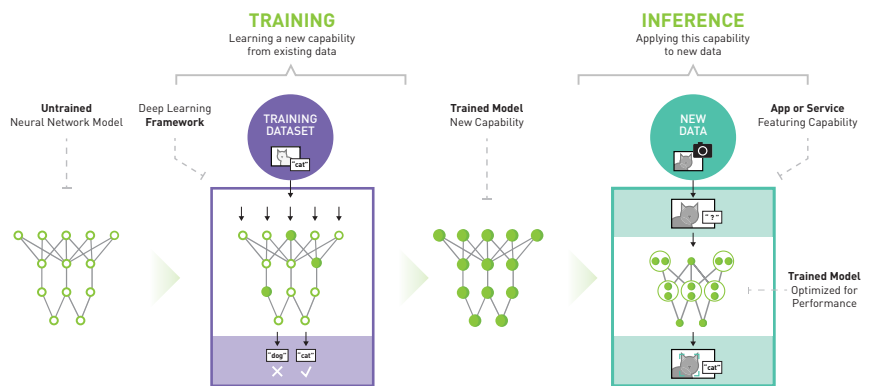 TRAINING
Learning a new capability
from existing data
INFERENCE
Applying this capability
to new data
Untrained
Neural Network Model
Deep Learning
Framework
TRAINING
DATASET
"cat"
Trained Model
New Capability
NEW
DATA
App or Service
Featuring Capability
"?"
Trained Model
Optimized for
Performance
"dog"
"cat"
"cat"